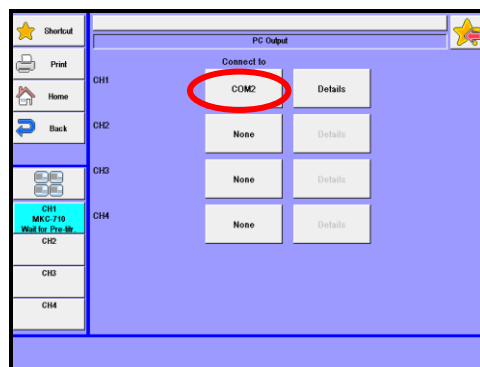 Shortcut
PC Output
Print
Connect to
CH1
COM2
Details
Home
Back
CH2
None
Details
CH3
None
Details
CH1
MKC-710
Wait for Pre-titr.
CH4
None
Details
CH2
CH3
CH4